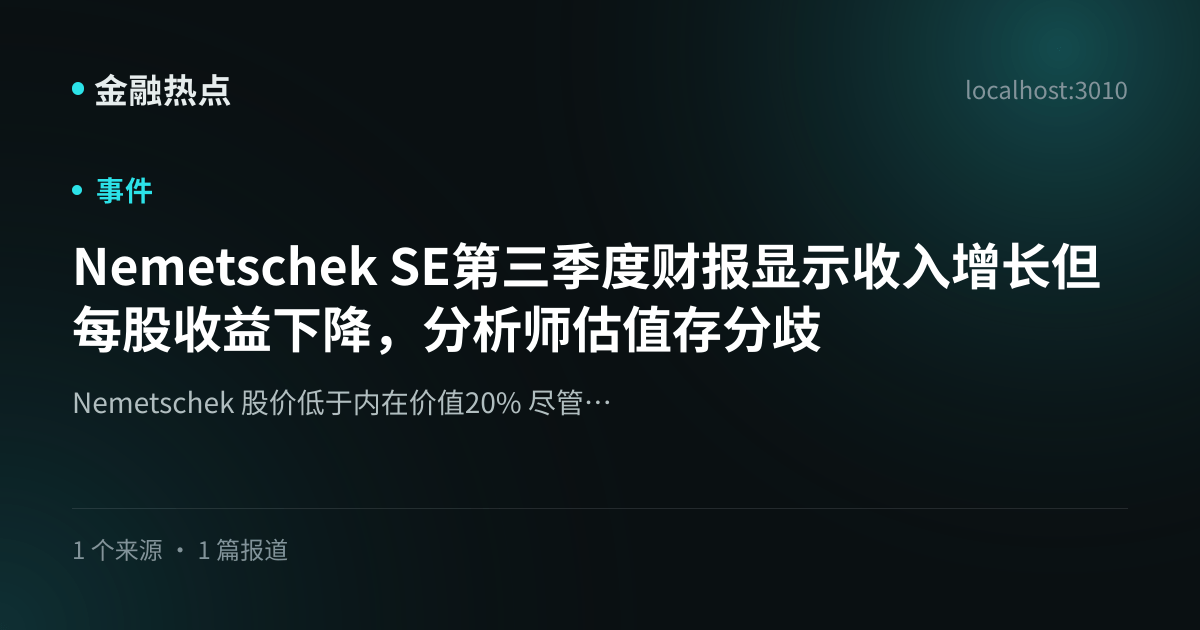 金融热点
localhost:3010
事件
Nemetschek SE第三季度财报显示收入增长但
每股收益下降，分析师估值存分歧
Nemetschek 股价低于内在价值20% 尽管…
1 个来源 · 1 篇报道